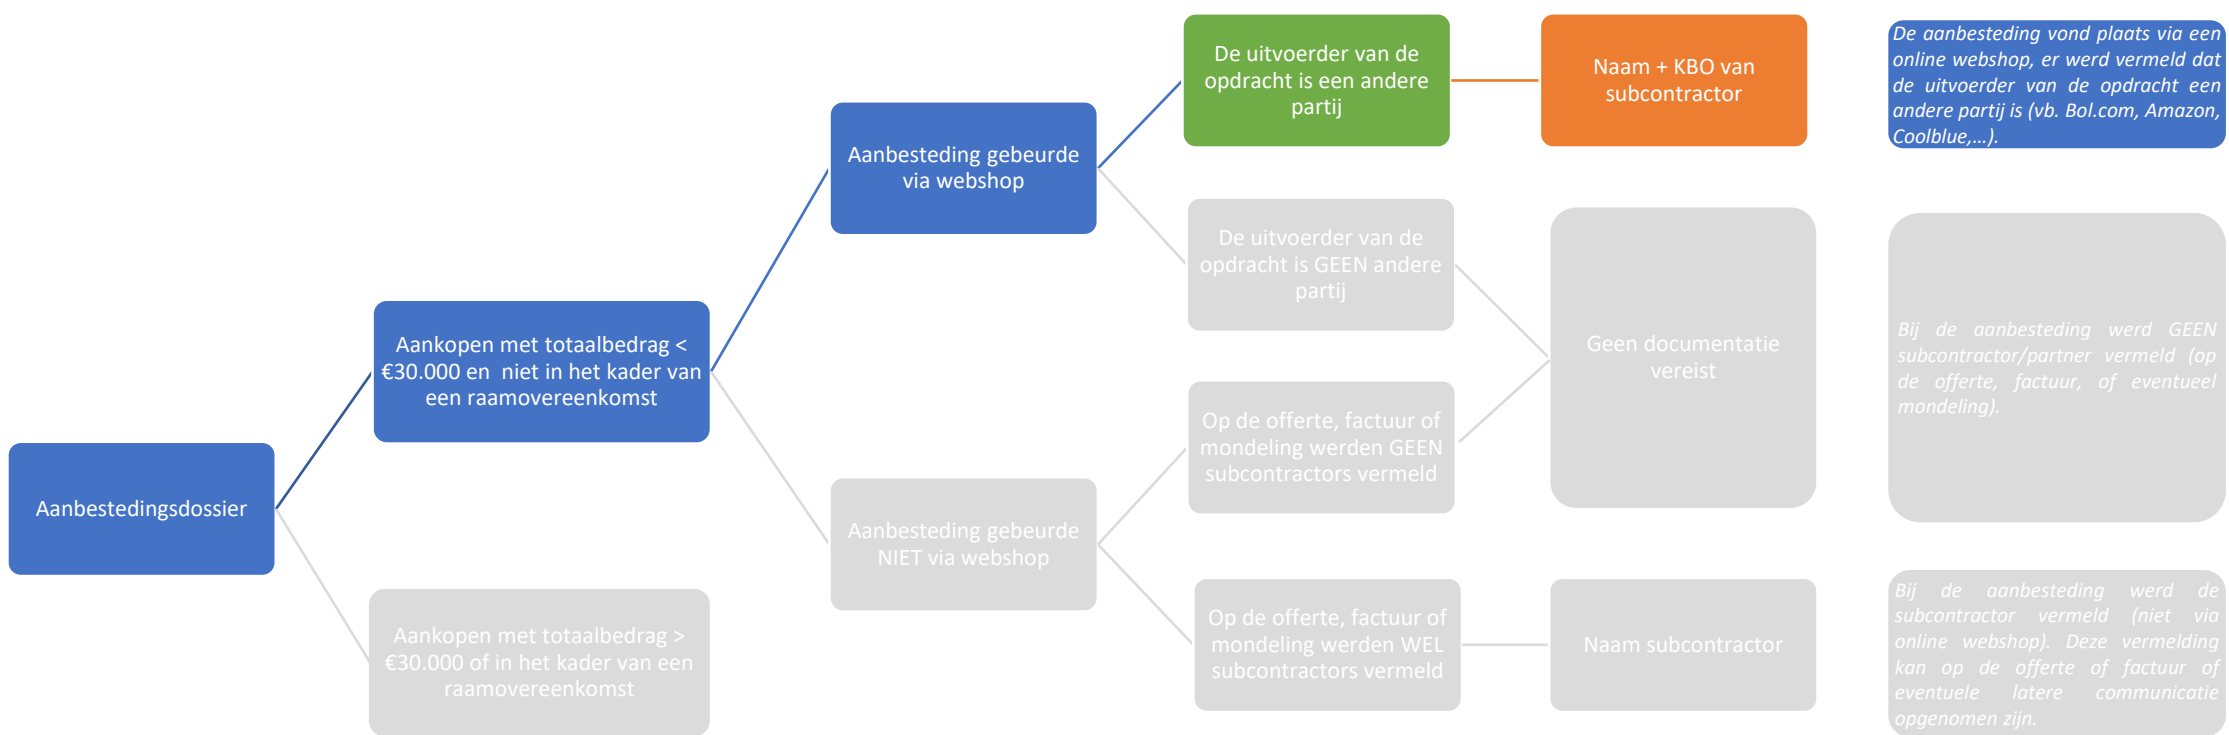 Aanbestedingsdossier
Aankopen met totaalbedrag <
€30.000 en  niet in het kader van
een raamovereenkomst
Aankopen met totaalbedrag >
€30.000 of in het kader van een
raamovereenkomst
Aanbesteding gebeurde
via webshop
Aanbesteding gebeurde
NIET via webshop
De uitvoerder van de
opdracht is een andere
partij
De uitvoerder van de
opdracht is GEEN andere
partij
Op de offerte, factuur of
mondeling werden GEEN
subcontractors vermeld
Op de offerte, factuur of
mondeling werden WEL
subcontractors vermeld
Naam + KBO van
subcontractor
Geen documentatie
vereist
Naam subcontractor
De aanbesteding vond plaats via een
online webshop, er werd vermeld dat
de uitvoerder van de opdracht een
andere partij is (vb. Bol.com, Amazon,
Coolblue,...).
Bij de aanbesteding werd GEEN
subcontractor/partner vermeld (op
de offerte, factuur, of eventueel
mondeling).
Bij de aanbesteding werd de
subcontractor vermeld (niet via
online webshop). Deze vermelding
kan op de offerte of factuur of
eventuele latere communicatie
opgenomen zijn.